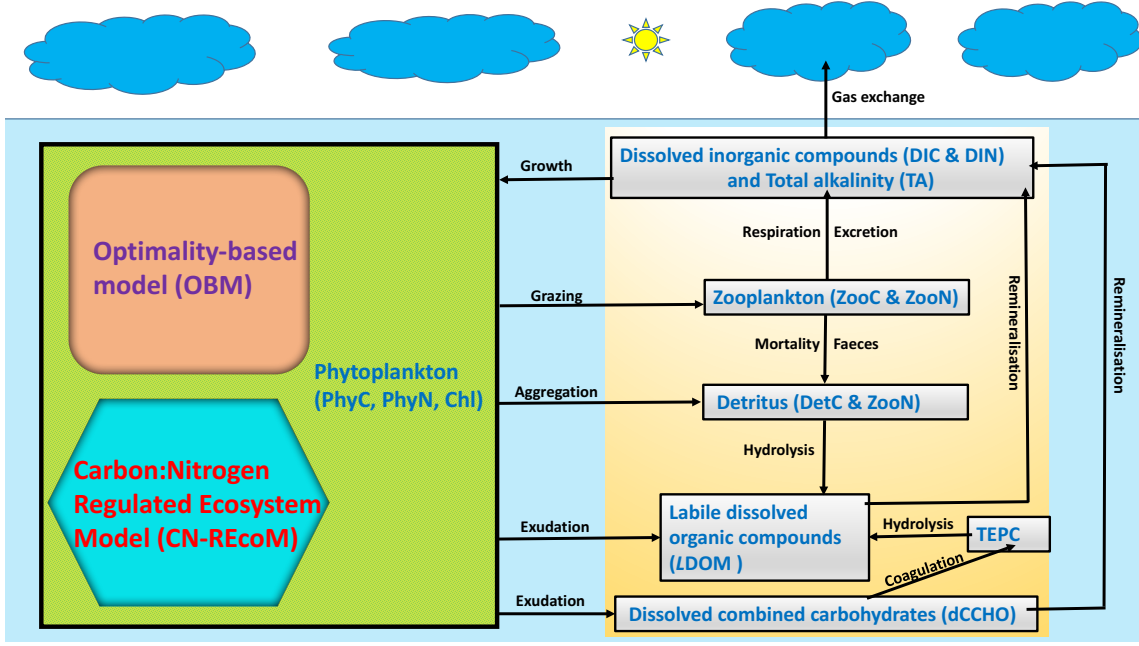 Gas exchange
Dissolved inorganic compounds (DIC & DIN)
and Total alkalinity (TA)
Growth
Respiration
Excretion
Optimality-based
model (OBM)
Grazing
Zooplankton (ZooC & ZooN)
Remineralisation
Remineralisation
Mortality
Faeces
Phytoplankton
(PhyC, PhyN, Chl)
Aggregation
Detritus (DetC & ZooN)
Hydrolysis
Carbon:Nitrogen
Regulated Ecosystem
Model (CN-REcoM)
Exudation
Labile dissolved
organic compounds
(LDOM )
Hydrolysis
TEPC
Coagulation
Exudation
Dissolved combined carbohydrates (dCCHO)